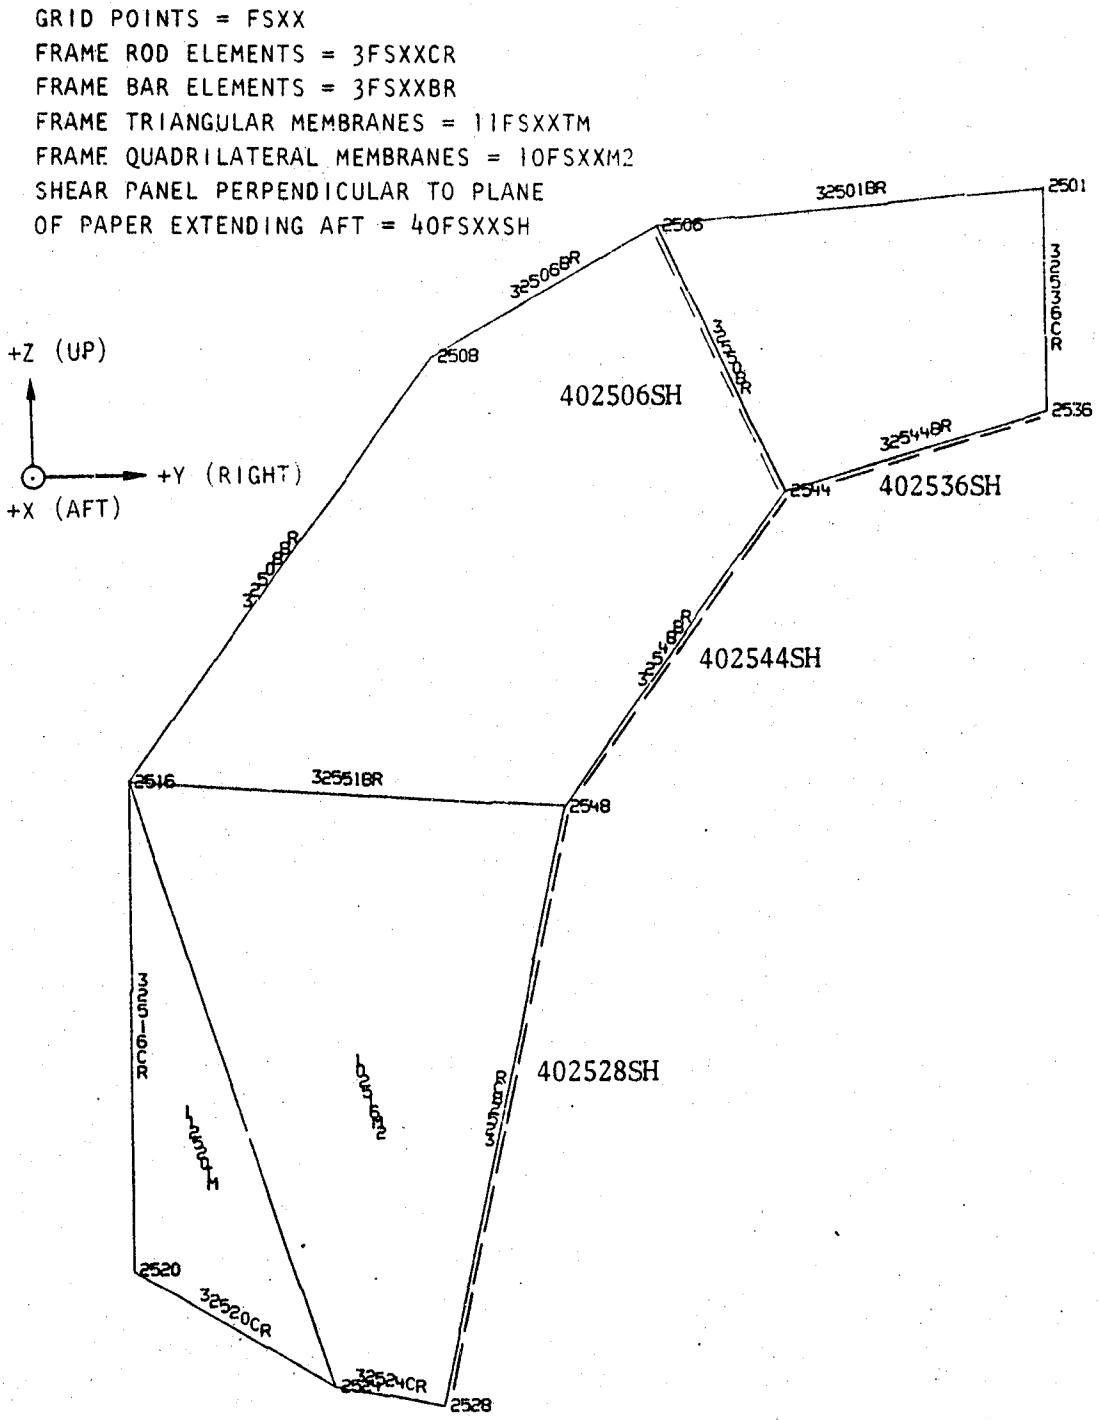 GRID POINTS = FSXX
FRAME ROD ELEMENTS = 3FSXXCR
FRAME BAR ELEMENTS = 3FSXXBR
FRAME TRIANGULAR MEMBRANES = 11FSXXTM
FRAME QUADRILATERAL MEMBRANES = 10FSXXM2
SHEAR PANEL PERPENDICULAR TO PLANE
OF PAPER EXTENDING AFT = 40FSXXSH
32501BR
2501
2506
32506BR
32536CR
+Z (UP)
2508
402506SH
2536
32544BR
+Y (RIGHT)
2544
402536SH
+X (AFT)
32508BR
32548BR
402544SH
2516
32551BR
2548
32516CR
102516M2
402528SH
112520TM
2520
32520CR
2524
32524CR
2528